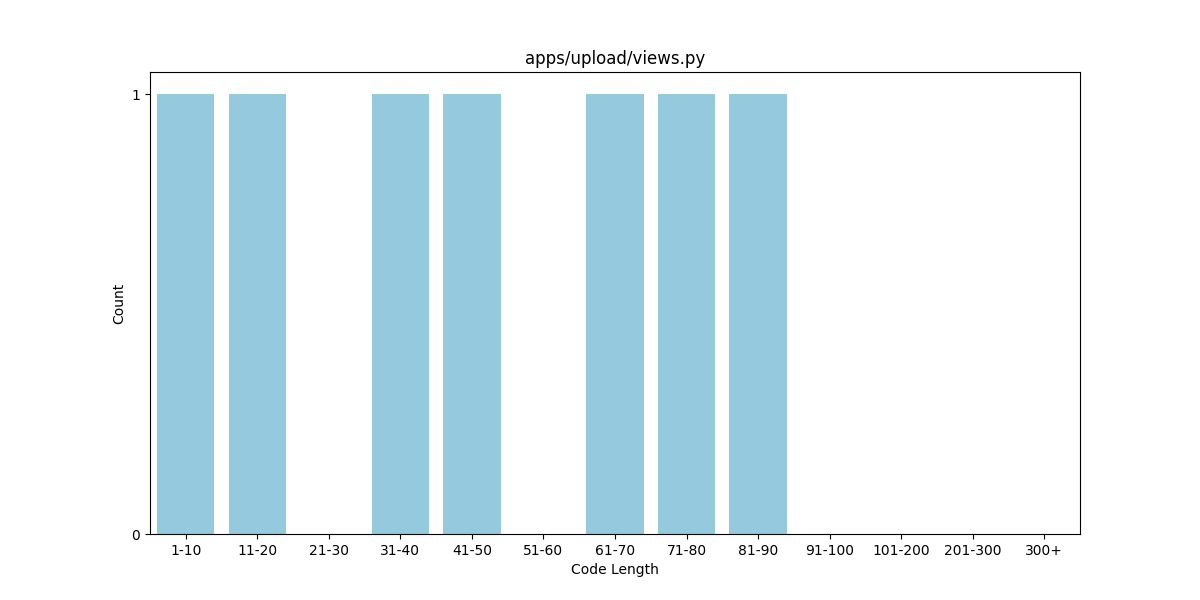 apps/upload/views.py
1
Count
0
1-10 11-20 21-30 31-40 41-50 51-60 61-70 71-80 81-90 91-100 101-200 201-300 300+
Code Length